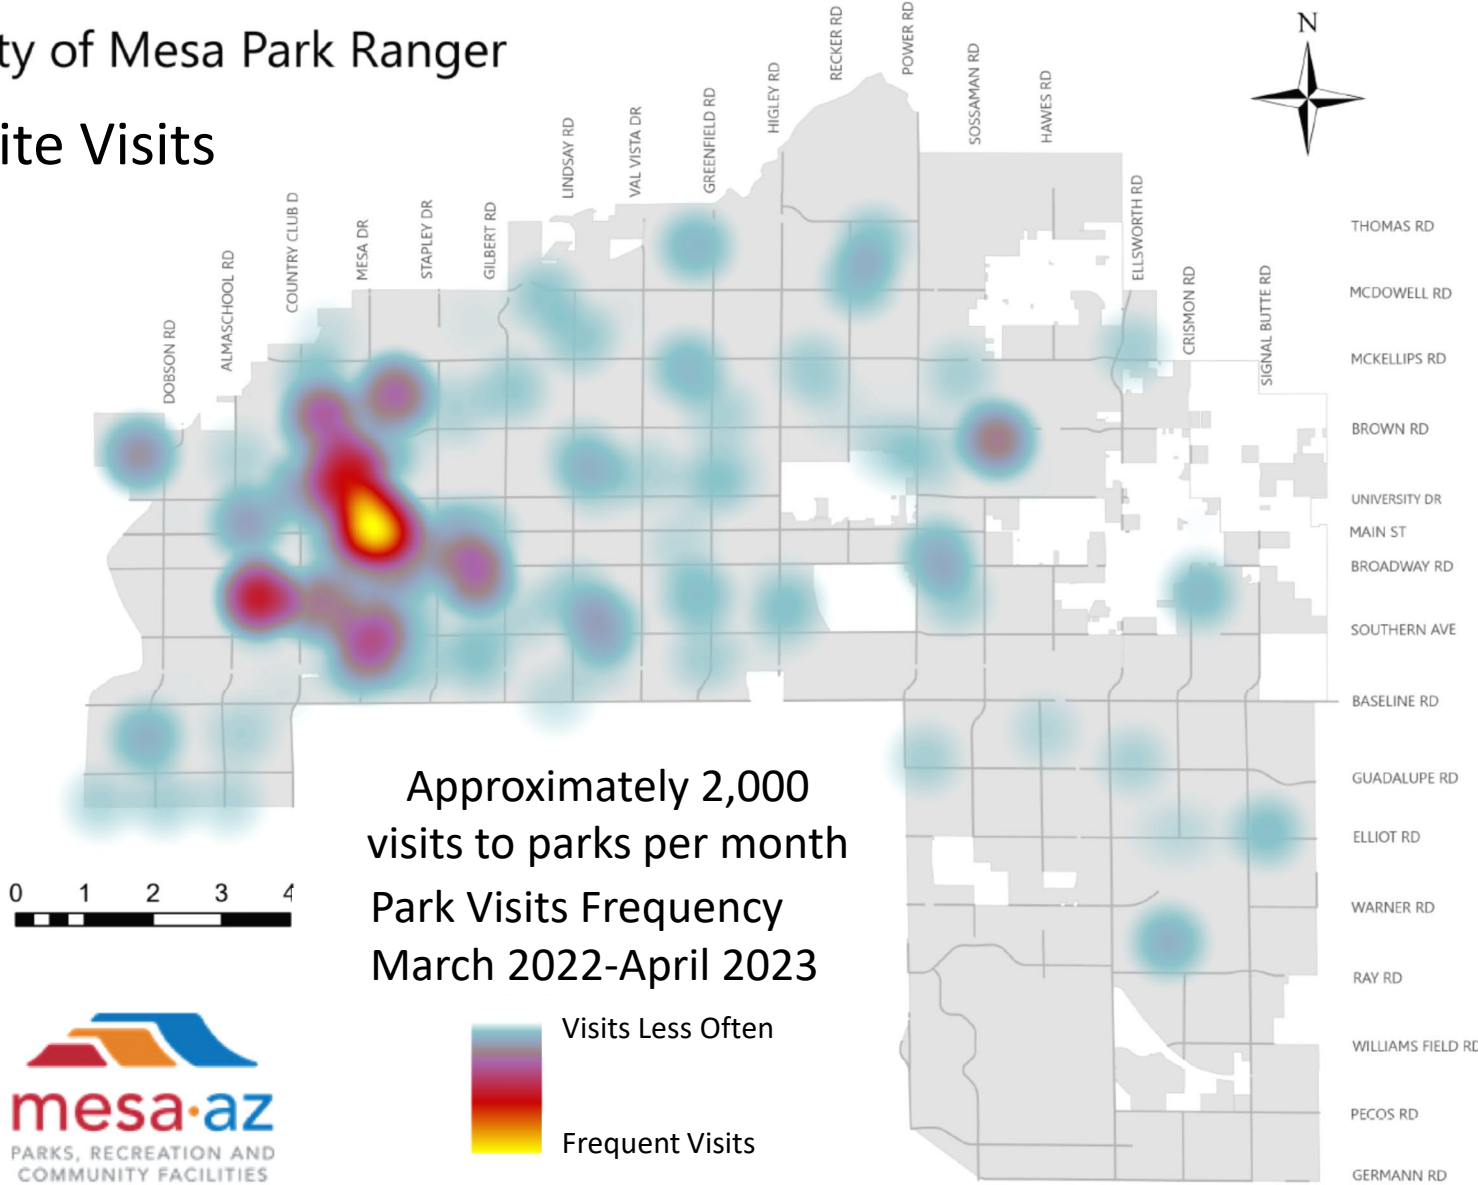 ty of Mesa Park Ranger
ite Visits
N
DOBSON RD
ALMASCHOOL RD
COUNTRY CLUB D
MESA DR
STAPLEY DR
GILBERT RD
LINDSAY RD
VAL VISTA DR
GREENFIELD RD
HIGLEY RD
RECKER RD
POWER RD
SOSSAMAN RD
HAWES RD
ELLSWORTH RD
CRISMON RD
SIGNAL BUTTE RD
THOMAS RD
MCDOWELL RD
MCKELLIPS RD
BROWN RD
UNIVERSITY DR
MAIN ST
BROADWAY RD
SOUTHERN AVE
BASELINE RD
GUADALUPE RD
ELLIOT RD
WARNER RD
RAY RD
WILLIAMS FIELD RD
PECOS RD
GERMANN RD
Approximately 2,000
visits to parks per month
Park Visits Frequency
March 2022-April 2023
Visits Less Often
Frequent Visits
0 1 2 3 4
mesa·az
PARKS, RECREATION AND
COMMUNITY FACILITIES